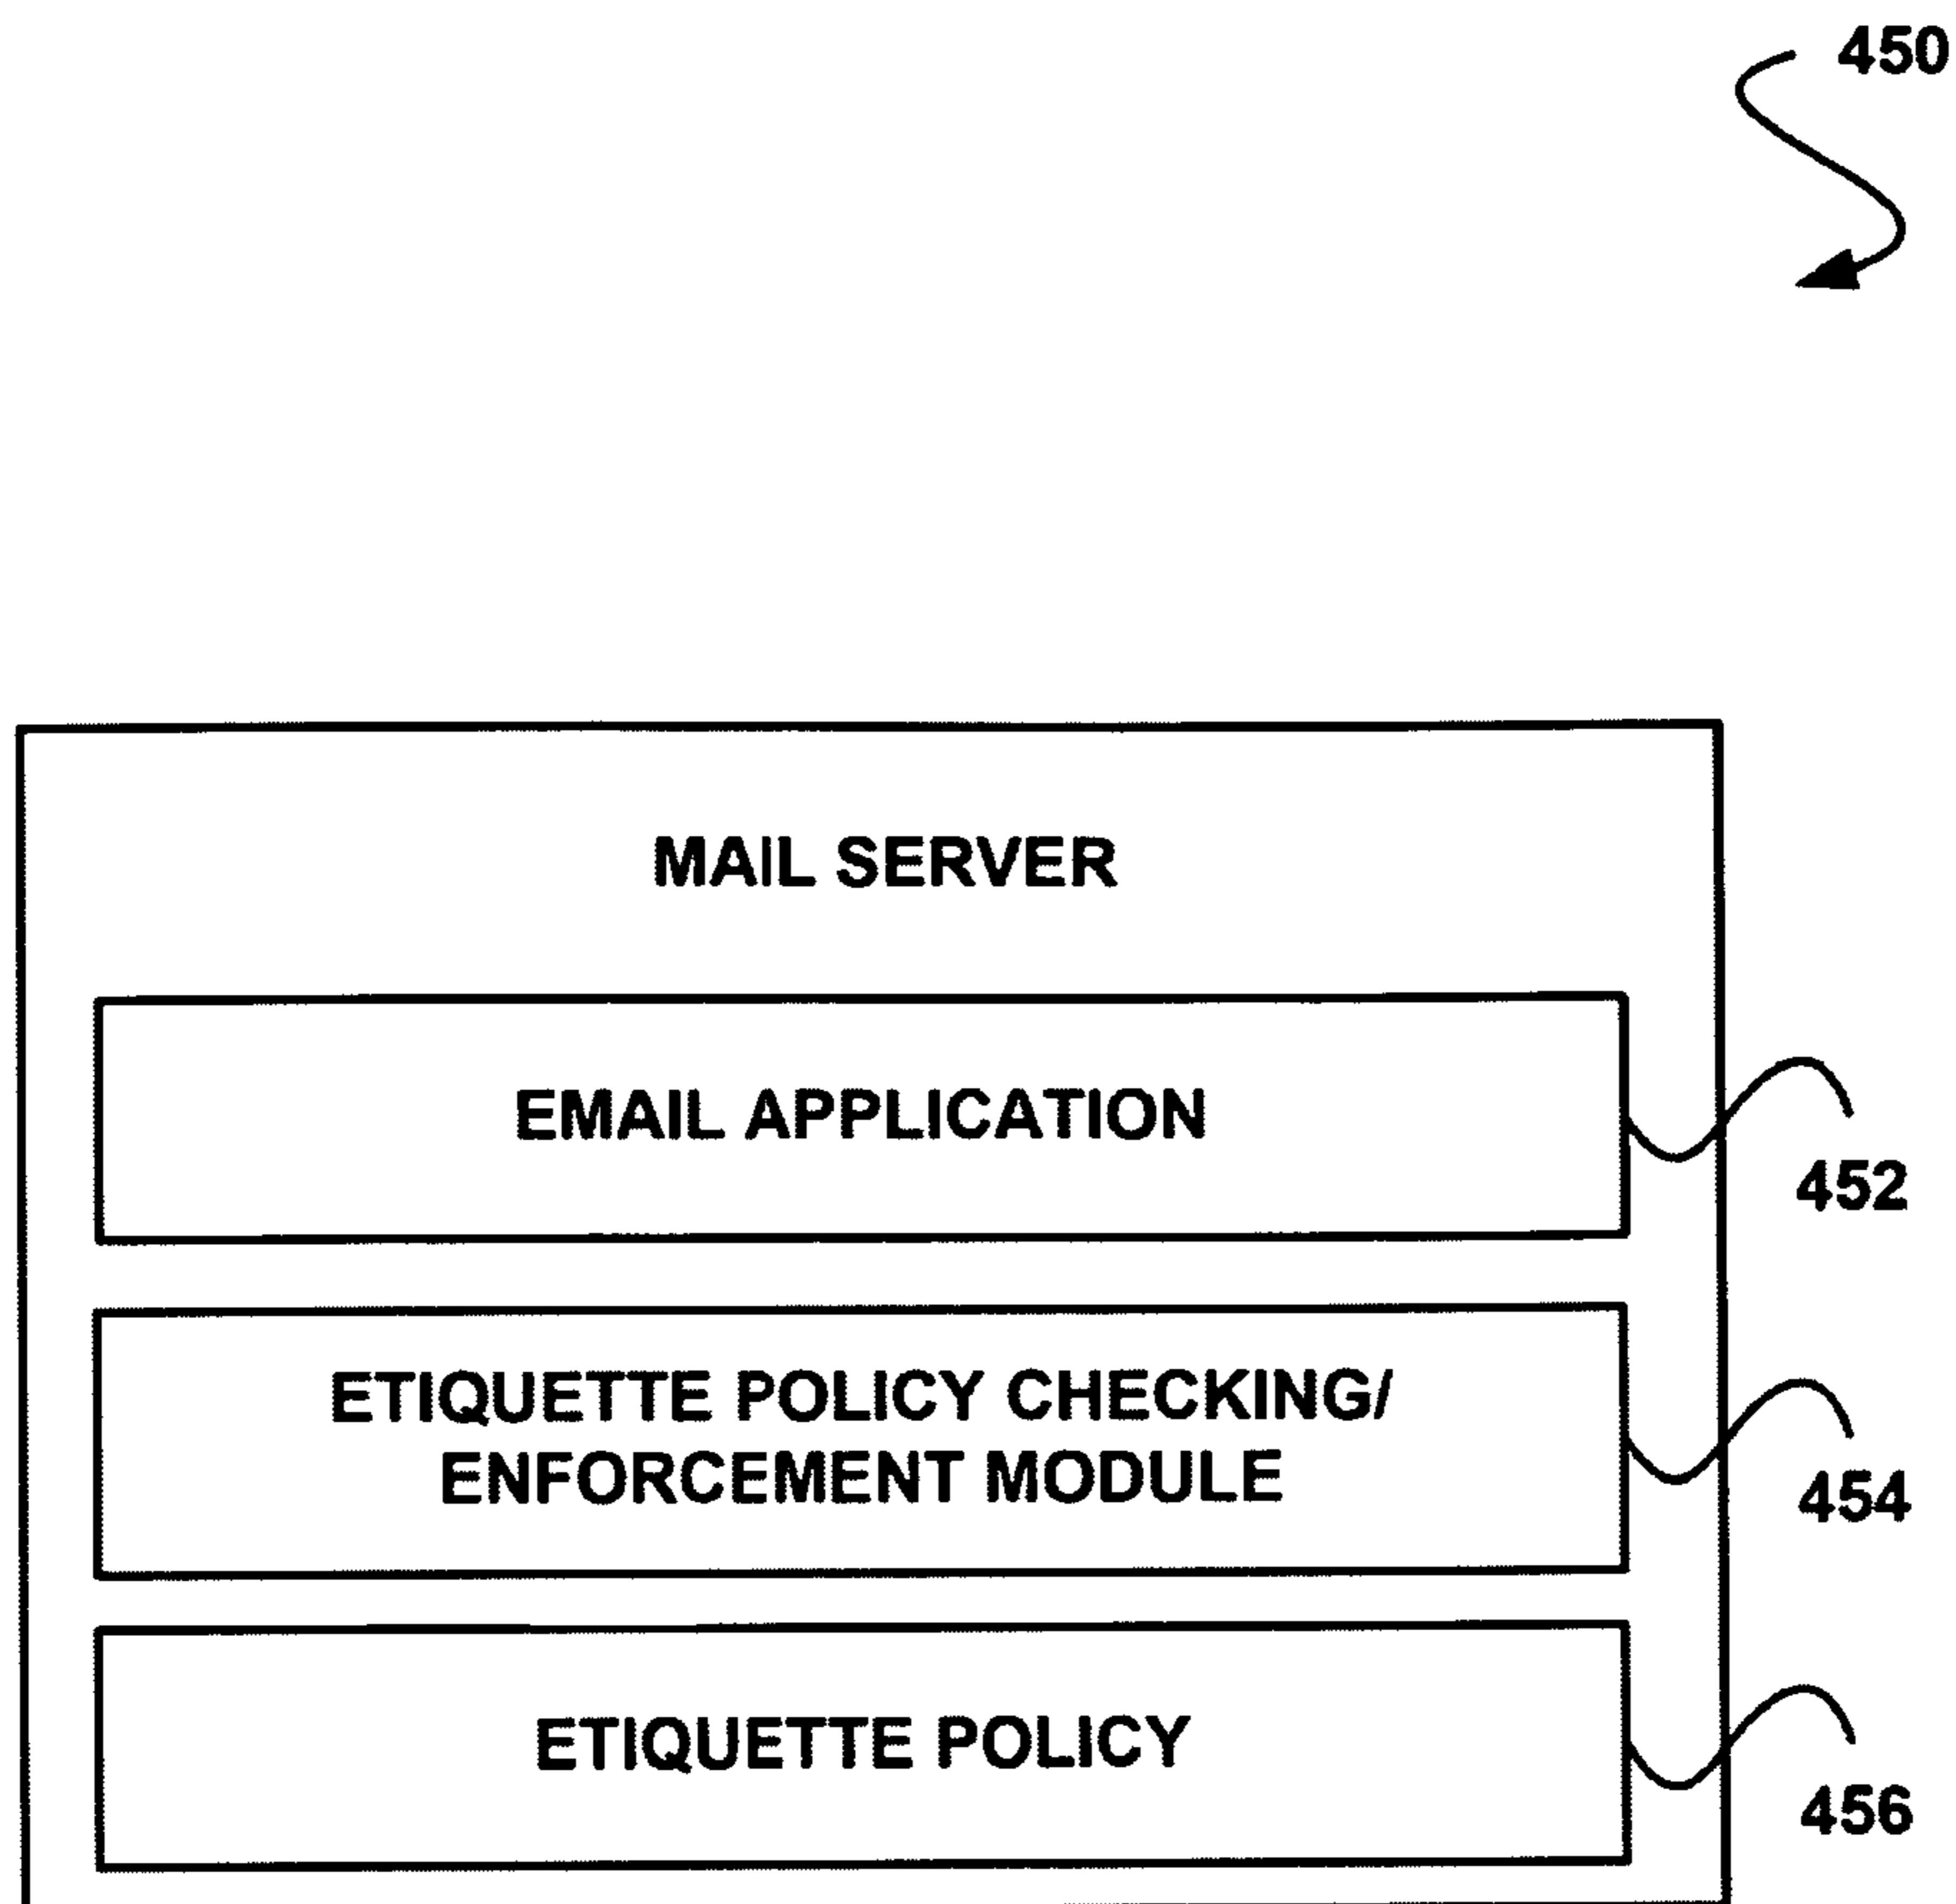 450
MAIL SERVER
EMAIL APPLICATION
452
ETIQUETTE POLICY CHECKING/
ENFORCEMENT MODULE
454
ETIQUETTE POLICY
456